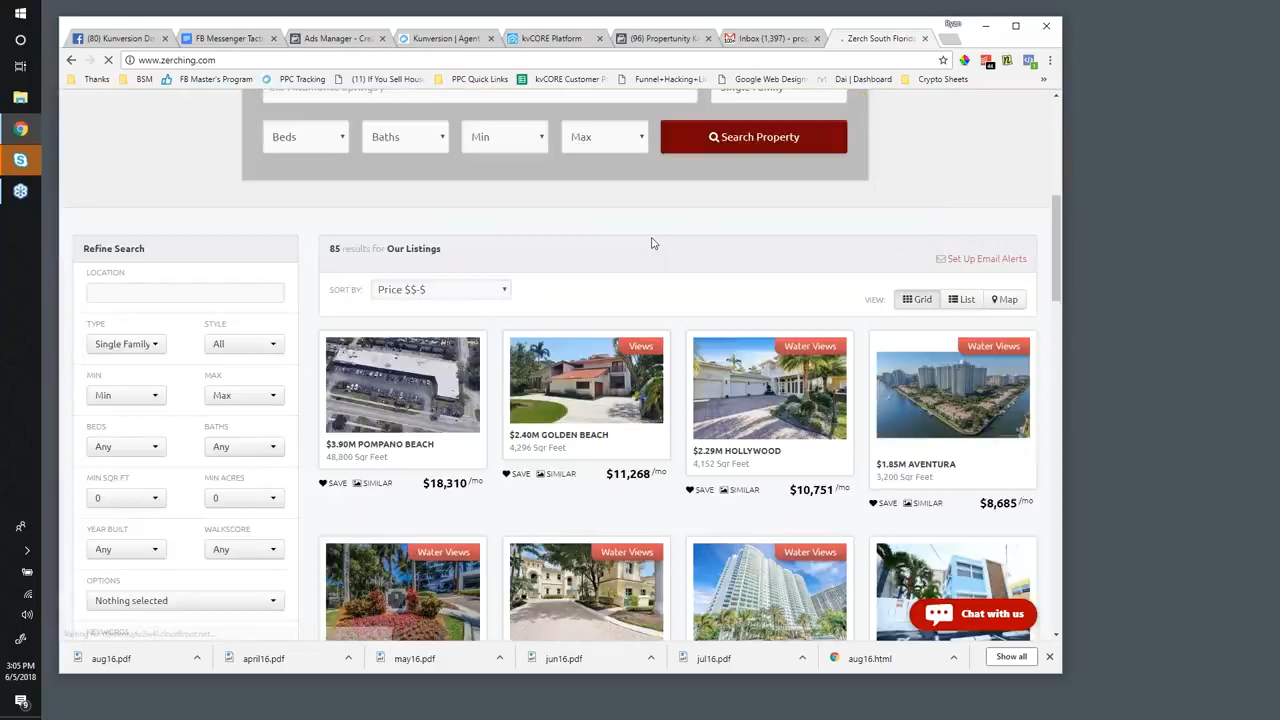 Ryan
(80) Kunversion De
FB Messenger Tacti
Ads Manager - Crea
Kunversion | Agent
kvCORE Platform
(96) Propertunity K
Inbox (1,397) - prop
Zerch South Florida
www.zerching.com
Thanks
BSM
FB Master's Program
PPC Tracking
(11) If You Sell House
PPC Quick Links
kvCORE Customer P
Funnel+Hacking+Li
Google Web Design
Dai | Dashboard
Crypto Sheets
»
Single Family
Beds
Baths
Min
Max
Search Property
Refine Search
LOCATION
TYPE
STYLE
Single Family
All
MIN
MAX
Min
Max
BEDS
BATHS
Any
Any
MIN SQR FT
MIN ACRES
0
0
YEAR BUILT
WALKSCORE
Any
Any
OPTIONS
Nothing selected
KEYWORDS
85 results for Our Listings
Set Up Email Alerts
SORT BY:
Price $$-$
VIEW:
Grid
List
Map
$3.90M POMPANO BEACH
48,800 Sqr Feet
SAVE SIMILAR $18,310 /mo
Views
$2.40M GOLDEN BEACH
4,296 Sqr Feet
SAVE SIMILAR $11,268 /mo
Water Views
$2.29M HOLLYWOOD
4,152 Sqr Feet
SAVE SIMILAR $10,751 /mo
Water Views
$1.85M AVENTURA
3,200 Sqr Feet
SAVE SIMILAR $8,685 /mo
Water Views
Water Views
Water Views
Chat with us
aug16.pdf
april16.pdf
may16.pdf
jun16.pdf
jul16.pdf
aug16.html
Show all
3:05 PM
6/5/2018